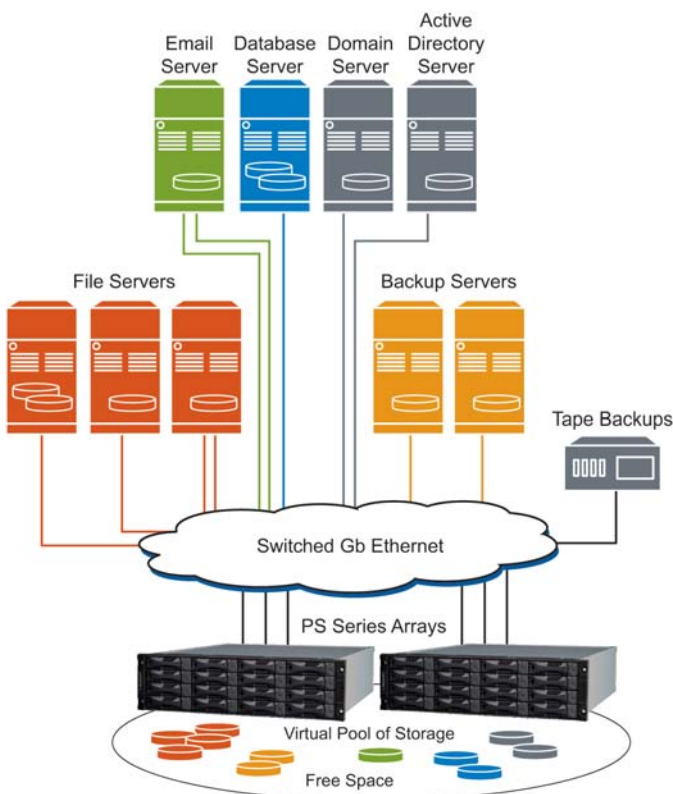 Email
Server
Database
Server
Domain
Server
Active
Directory
Server
File Servers
Backup Servers
Tape Backups
Switched Gb Ethernet
PS Series Arrays
Virtual Pool of Storage
Free Space